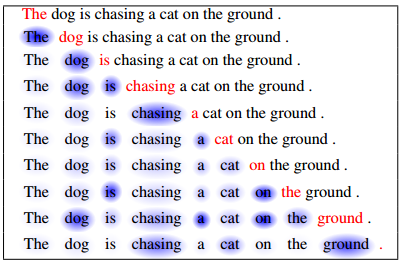 The dog is chasing a cat on the ground .
The dog is chasing a cat on the ground .
The dog is chasing a cat on the ground .
The dog is chasing a cat on the ground .
The dog is chasing a cat on the ground .
The dog is chasing a cat on the ground .
The dog is chasing a cat on the ground .
The dog is chasing a cat on the ground .
The dog is chasing a cat on the ground .
The dog is chasing a cat on the ground .